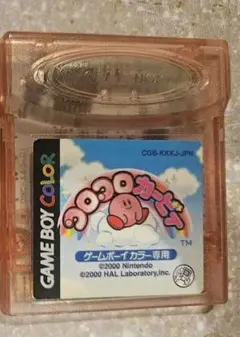 CGB-KKKJ-JPN
GAME BOY COLOR
コロコロカービィ
TM
ゲームボーイカラー専用
©2000 Nintendo
©2000 HAL Laboratory, Inc.